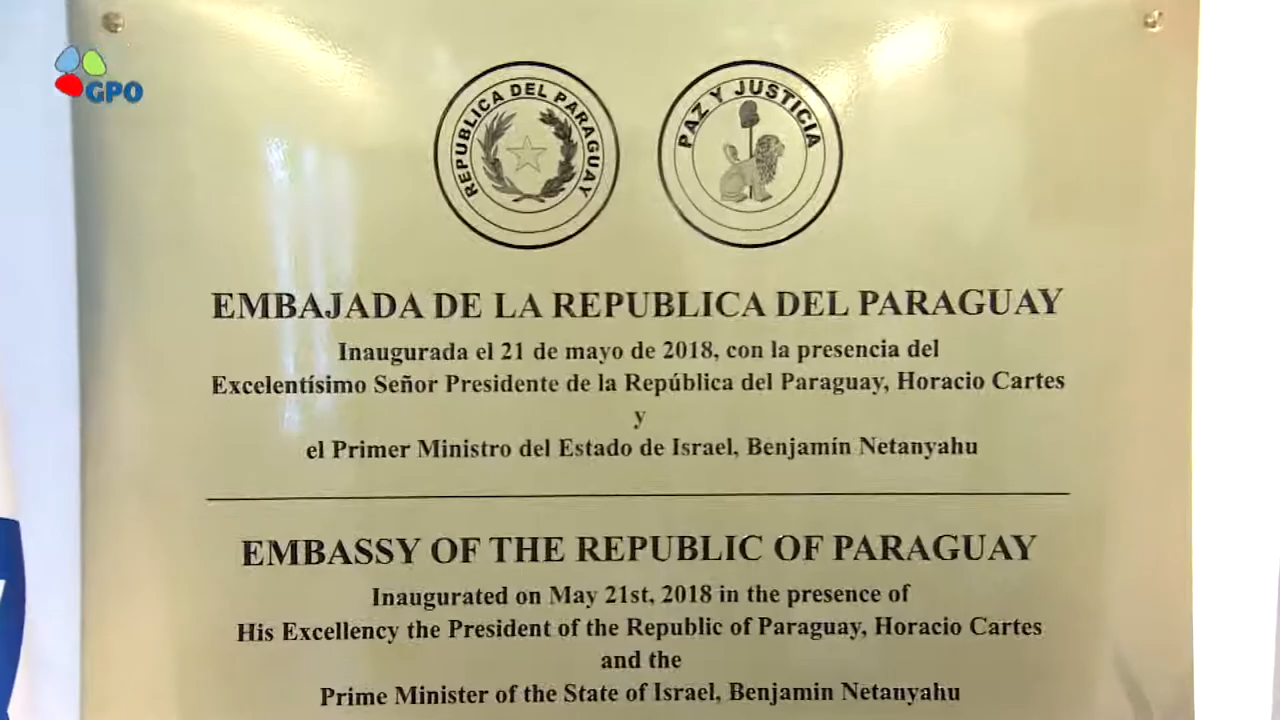 GPO
REPUBLICA DEL PARAGUAY
PAZ Y JUSTICIA
EMBAJADA DE LA REPUBLICA DEL PARAGUAY
Inaugurada el 21 de mayo de 2018, con la presencia del
Excelentísimo Señor Presidente de la República del Paraguay, Horacio Cartes
y
el Primer Ministro del Estado de Israel, Benjamín Netanyahu
EMBASSY OF THE REPUBLIC OF PARAGUAY
Inaugurated on May 21st, 2018 in the presence of
His Excellency the President of the Republic of Paraguay, Horacio Cartes
and the
Prime Minister of the State of Israel, Benjamin Netanyahu